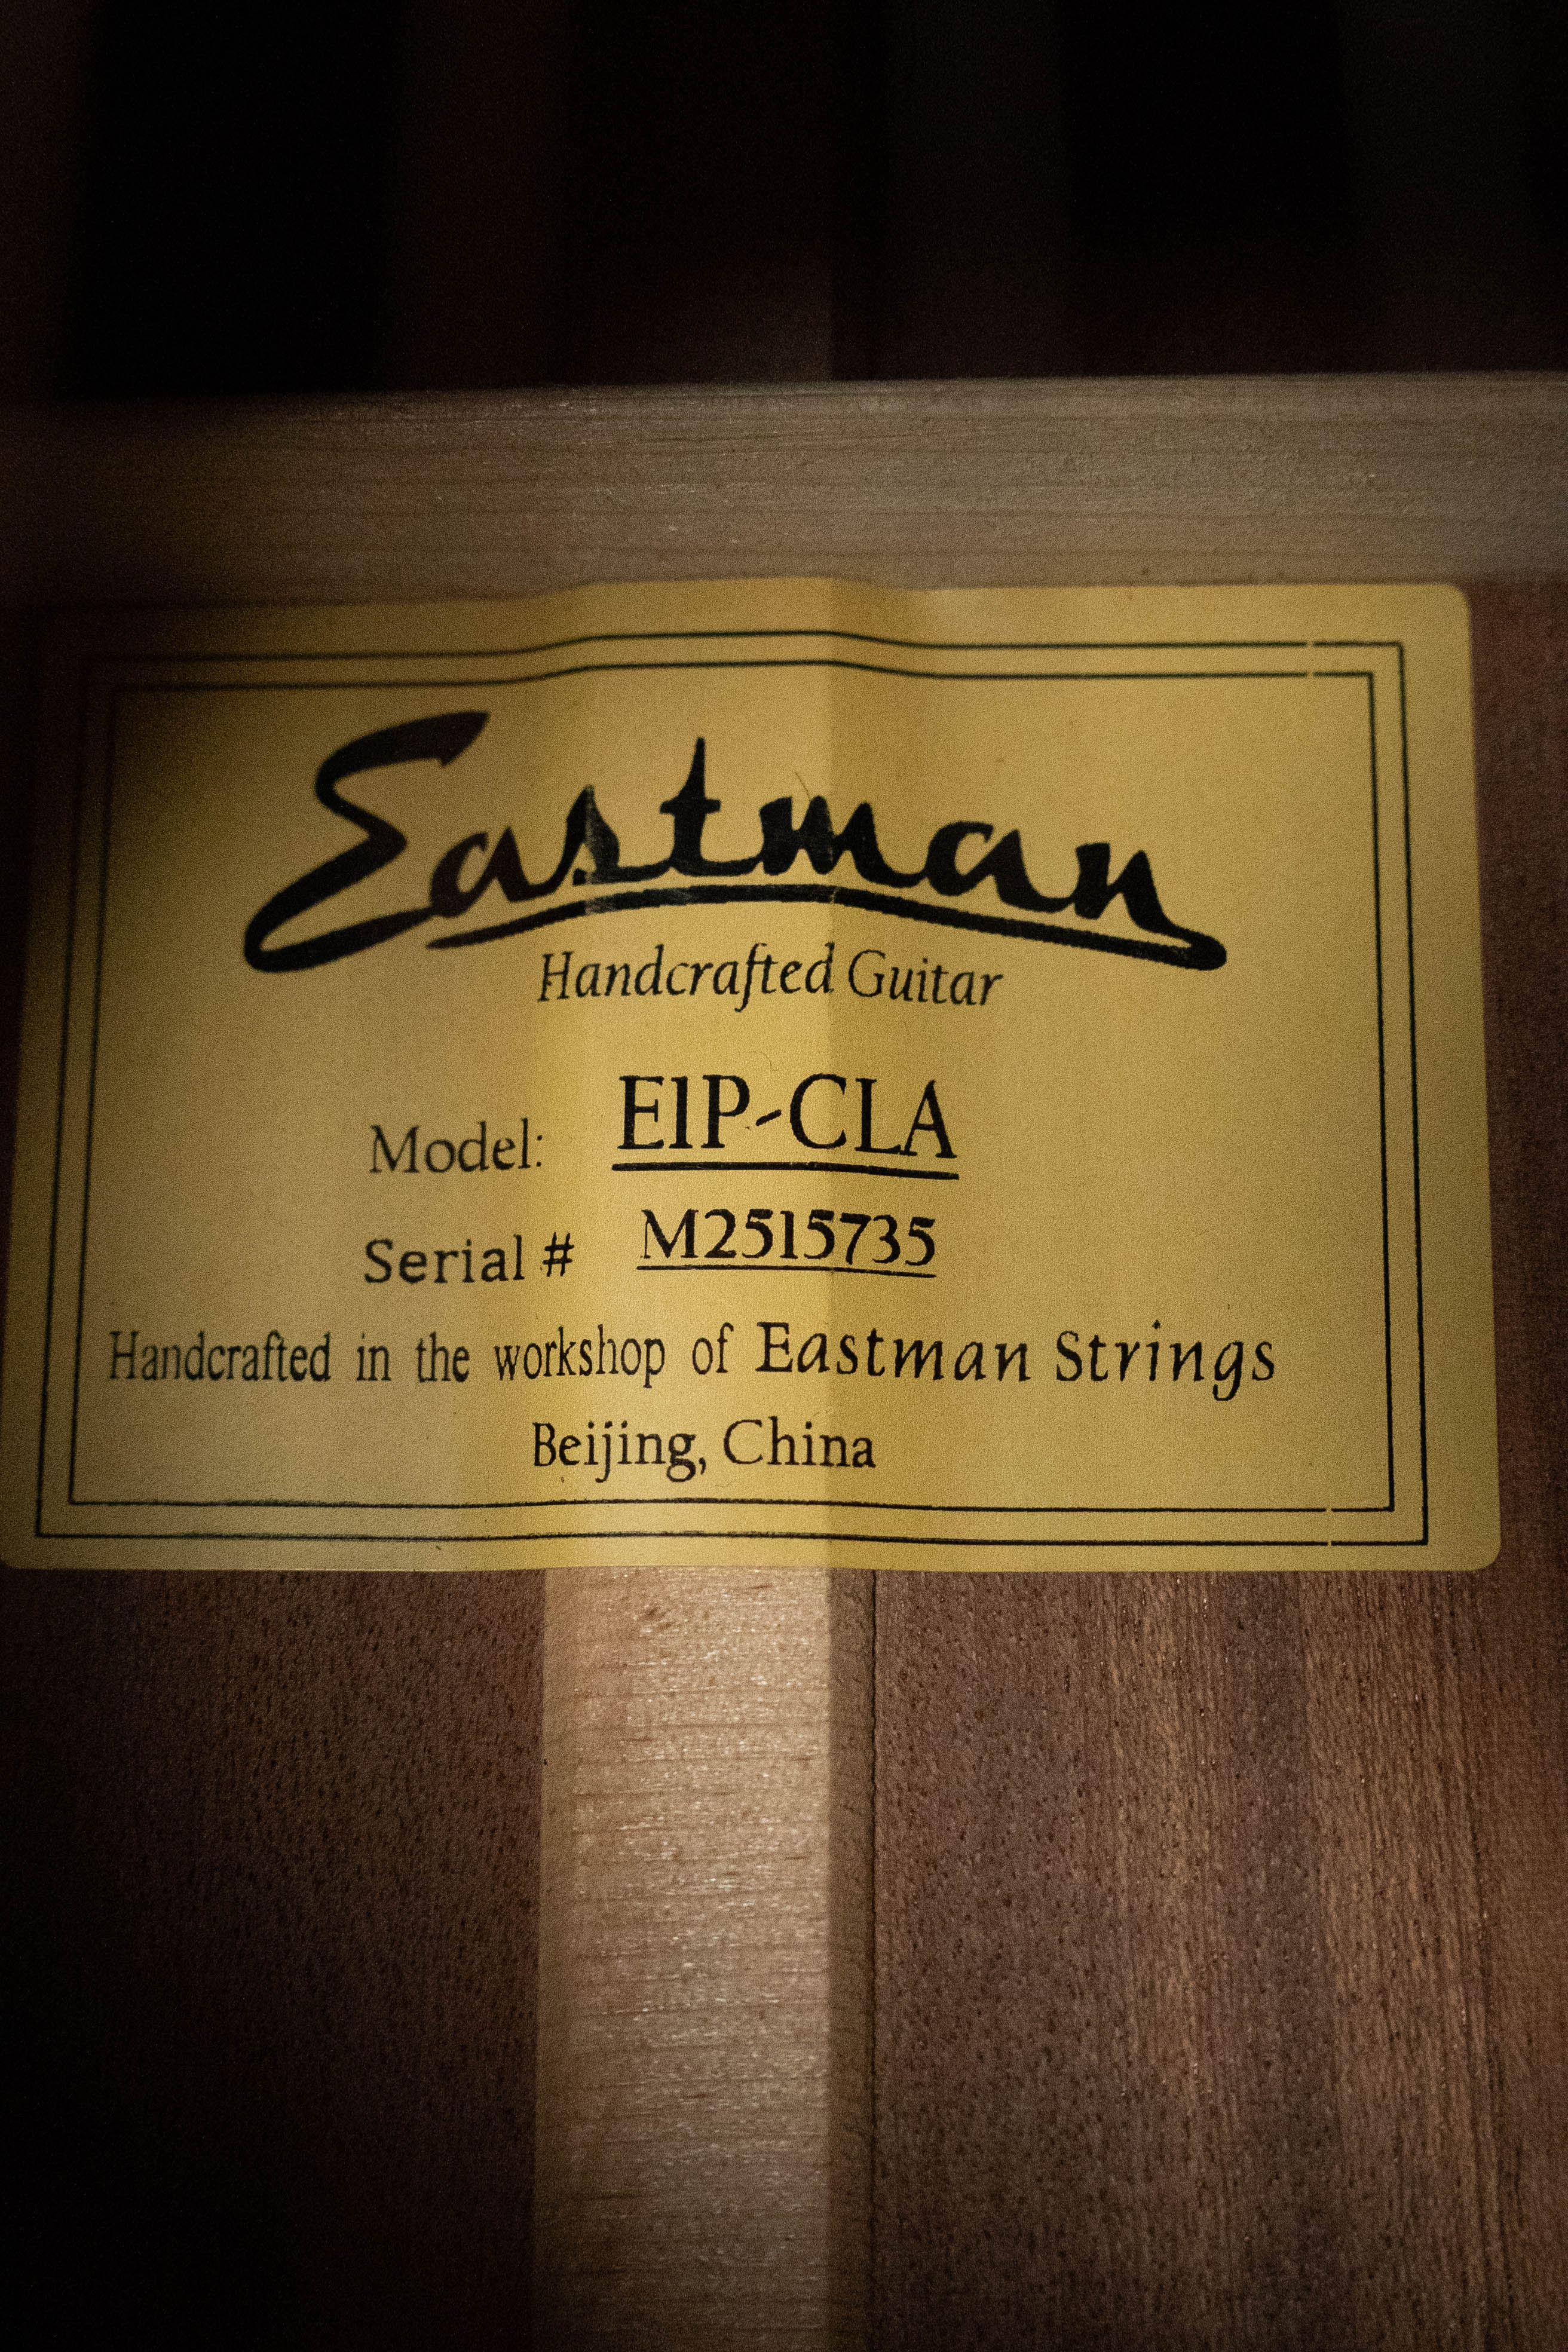 Eastman
Handcrafted Guitar
Model: E1P-CLA
Serial # M2515735
Handcrafted in the workshop of Eastman Strings
Beijing, China